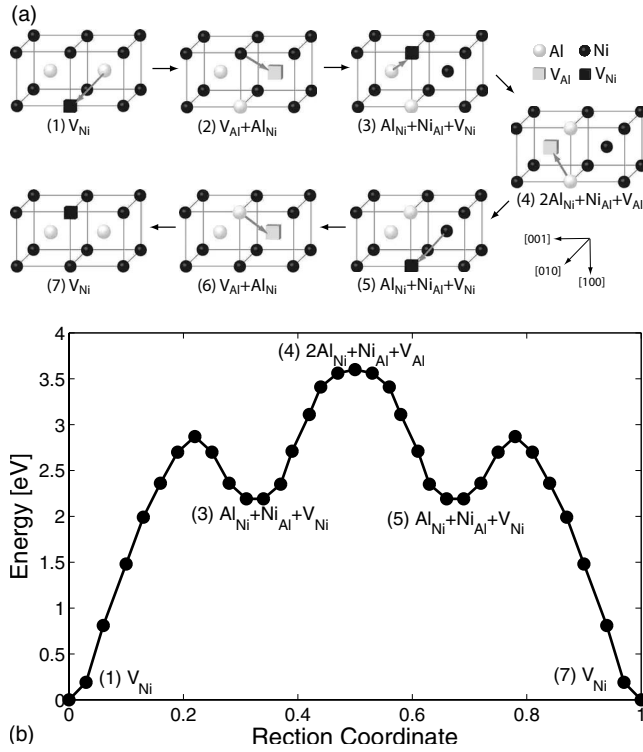 (a)
Al Ni
V_Al V_Ni
(1) V_Ni
(2) V_Al+Al_Ni
(3) Al_Ni+Ni_Al+V_Ni
(4) 2Al_Ni+Ni_Al+V_Al
(7) V_Ni
(6) V_Al+Al_Ni
(5) Al_Ni+Ni_Al+V_Ni
[001]
[010]
[100]
4
3.5
3
2.5
2
1.5
1
0.5
0
Energy [eV]
(4) 2Al_Ni+Ni_Al+V_Al
(3) Al_Ni+Ni_Al+V_Ni
(5) Al_Ni+Ni_Al+V_Ni
(1) V_Ni
(7) V_Ni
0 0.2 0.4 0.6 0.8 1
(b)
Rection Coordinate